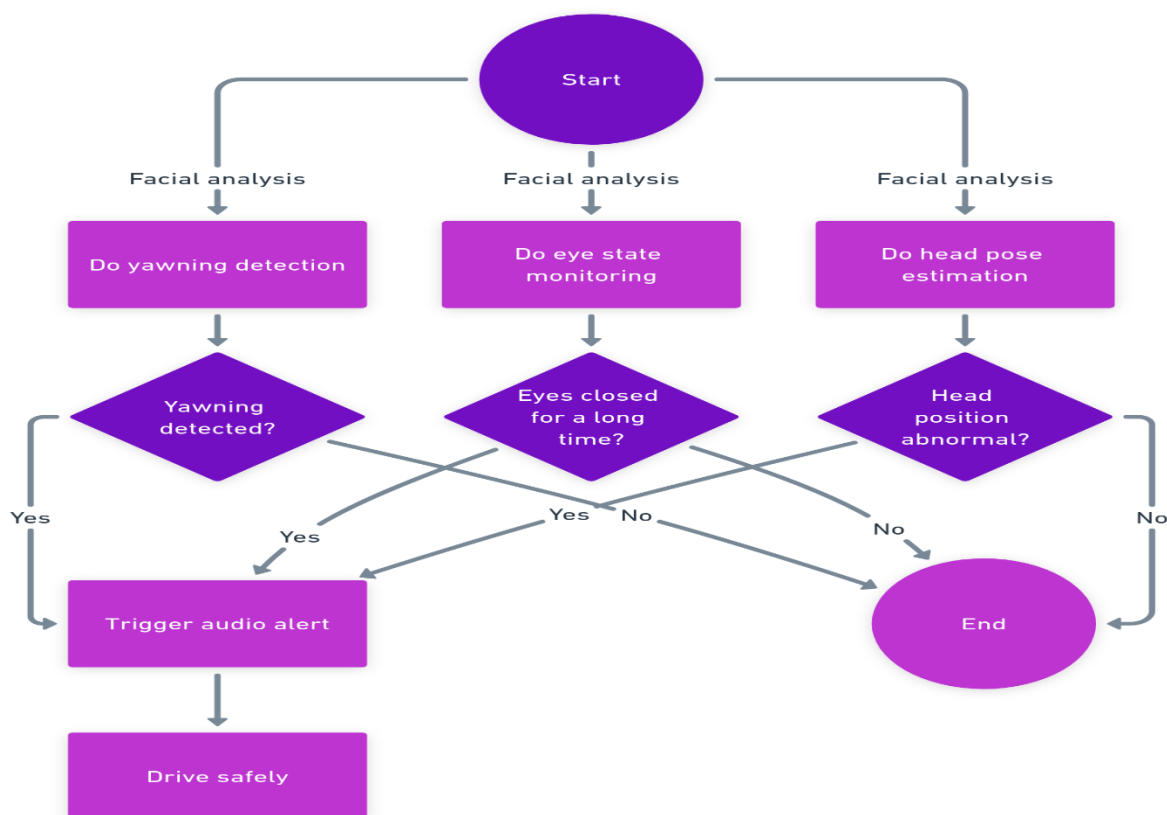 Start
Facial analysis
Facial analysis
Facial analysis
Do yawning detection
Do eye state
monitoring
Do head pose
estimation
Yawning
detected?
Eyes closed
for a long
time?
Head
position
abnormal?
Yes
Yes
Yes
No
No
No
Trigger audio alert
End
Drive safely